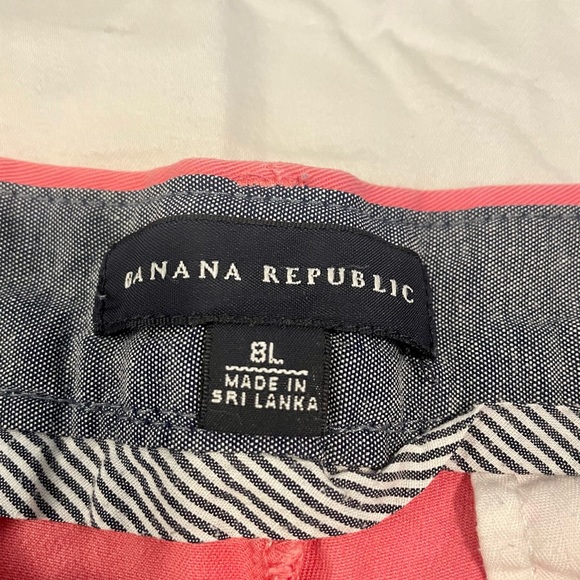 BANANA REPUBLIC
8L
MADE IN
SRI LANKA